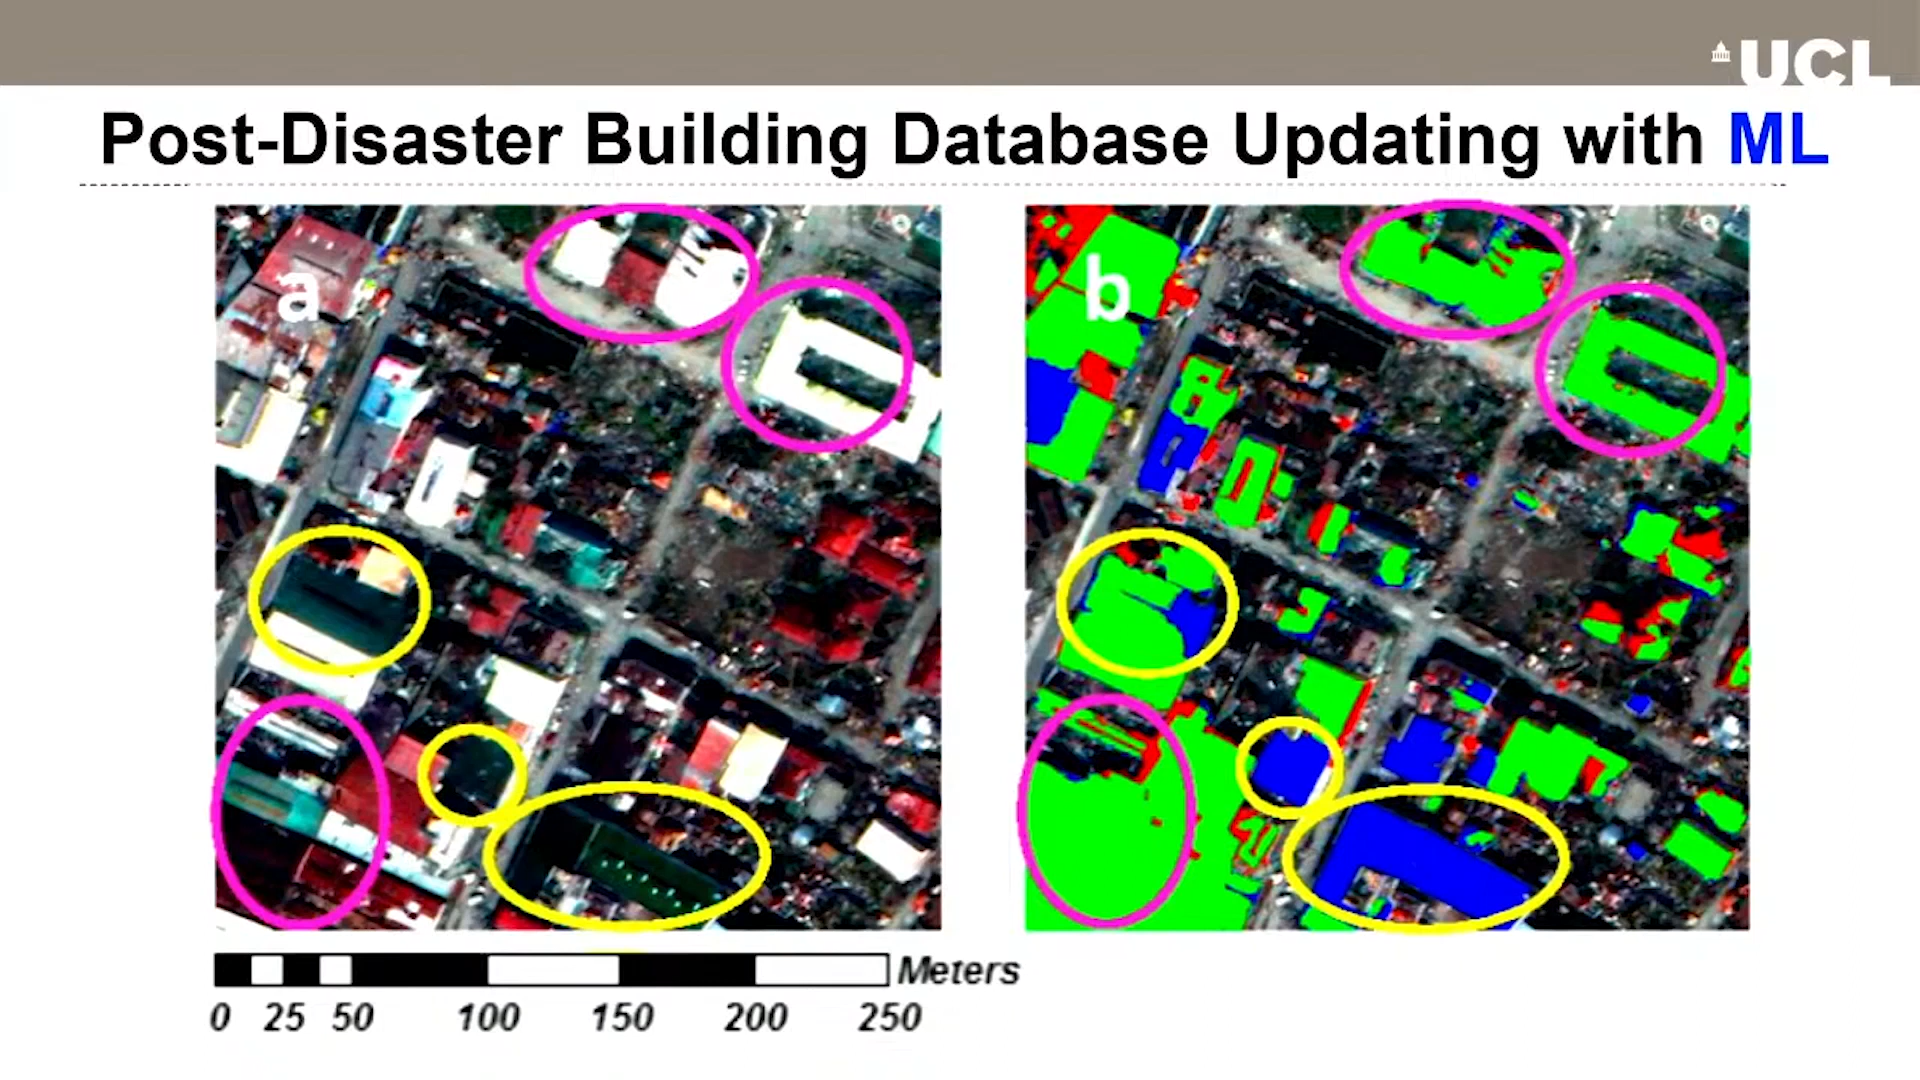 UCL
Post-Disaster Building Database Updating with ML
a
b
Meters
0 25 50 100 150 200 250